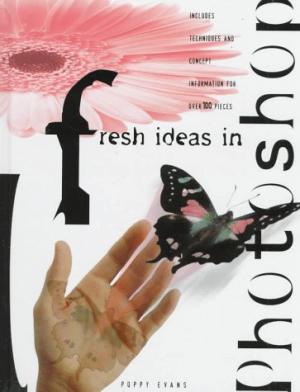 INCLUDES
TECHNIQUES AND
CONCEPT
INFORMATION FOR
OVER 100 PIECES
fresh ideas in
Photoshop
POPPY EVANS